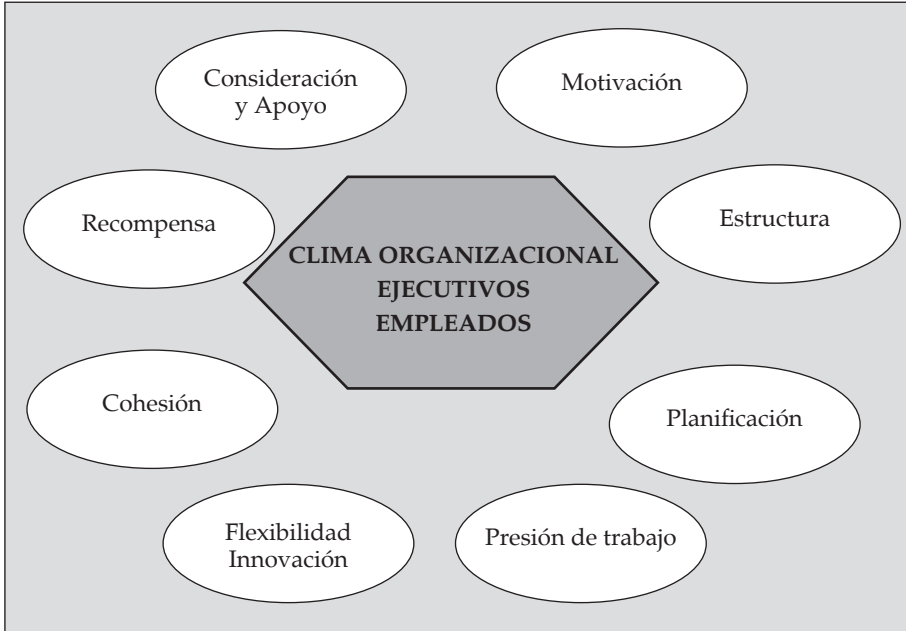 Consideración
y Apoyo
Motivación
Recompensa
Estructura
CLIMA ORGANIZACIONAL
EJECUTIVOS
EMPLEADOS
Cohesión
Planificación
Flexibilidad
Innovación
Presión de trabajo